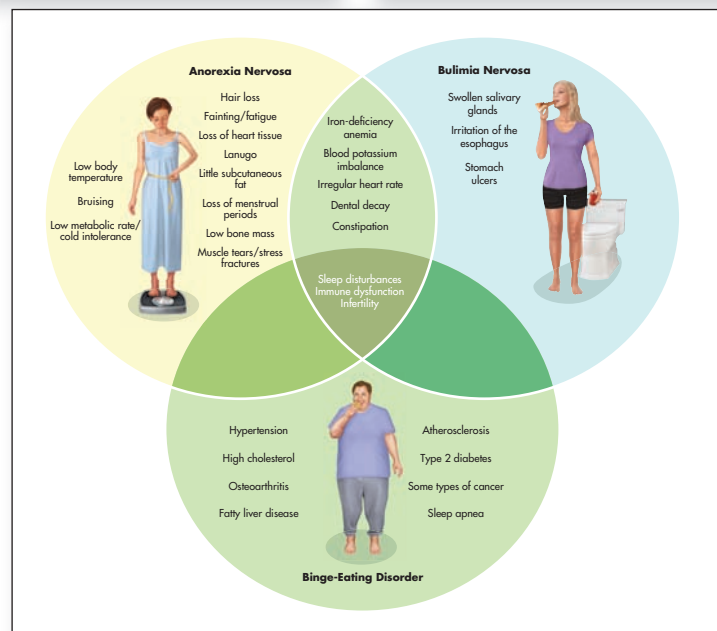 Anorexia Nervosa
Hair loss
Fainting/fatigue
Loss of heart tissue
Lanugo
Little subcutaneous
fat
Loss of menstrual
periods
Low bone mass
Muscle tears/stress
fractures
Low body
temperature
Bruising
Low metabolic rate/
cold intolerance
Iron-deficiency
anemia
Blood potassium
imbalance
Irregular heart rate
Dental decay
Constipation
Bulimia Nervosa
Swollen salivary
glands
Irritation of the
esophagus
Stomach
ulcers
Sleep disturbances
Immune dysfunction
Infertility
Hypertension
High cholesterol
Osteoarthritis
Fatty liver disease
Atherosclerosis
Type 2 diabetes
Some types of cancer
Sleep apnea
Binge-Eating Disorder